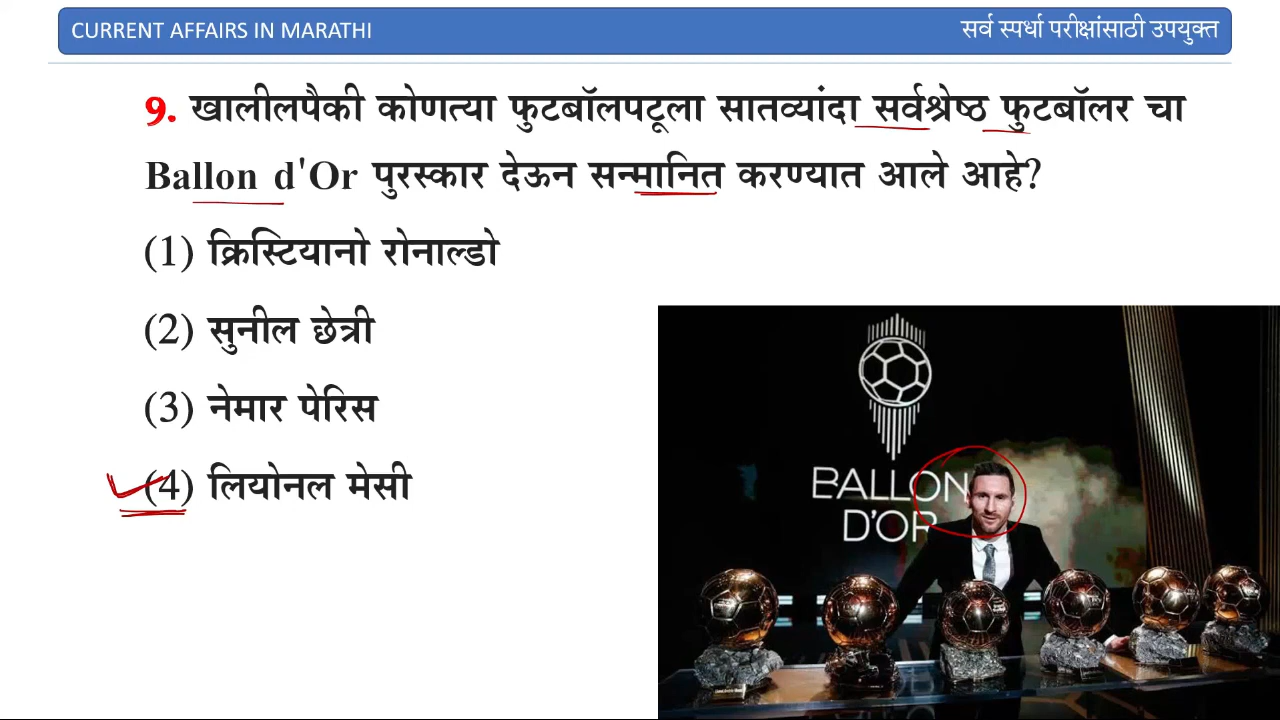 CURRENT AFFAIRS IN MARATHI
सर्व स्पर्धा परीक्षांसाठी उपयुक्त
9. खालीलपैकी कोणत्या फुटबॉलपटूला सातव्यांदा सर्वश्रेष्ठ फुटबॉलर चा
Ballon d'Or पुरस्कार देऊन सन्मानित करण्यात आले आहे?
(1) क्रिस्टियानो रोनाल्डो
(2) सुनील छेत्री
(3) नेमार पेरिस
(4) लियोनल मेसी
BALLON
D'OR